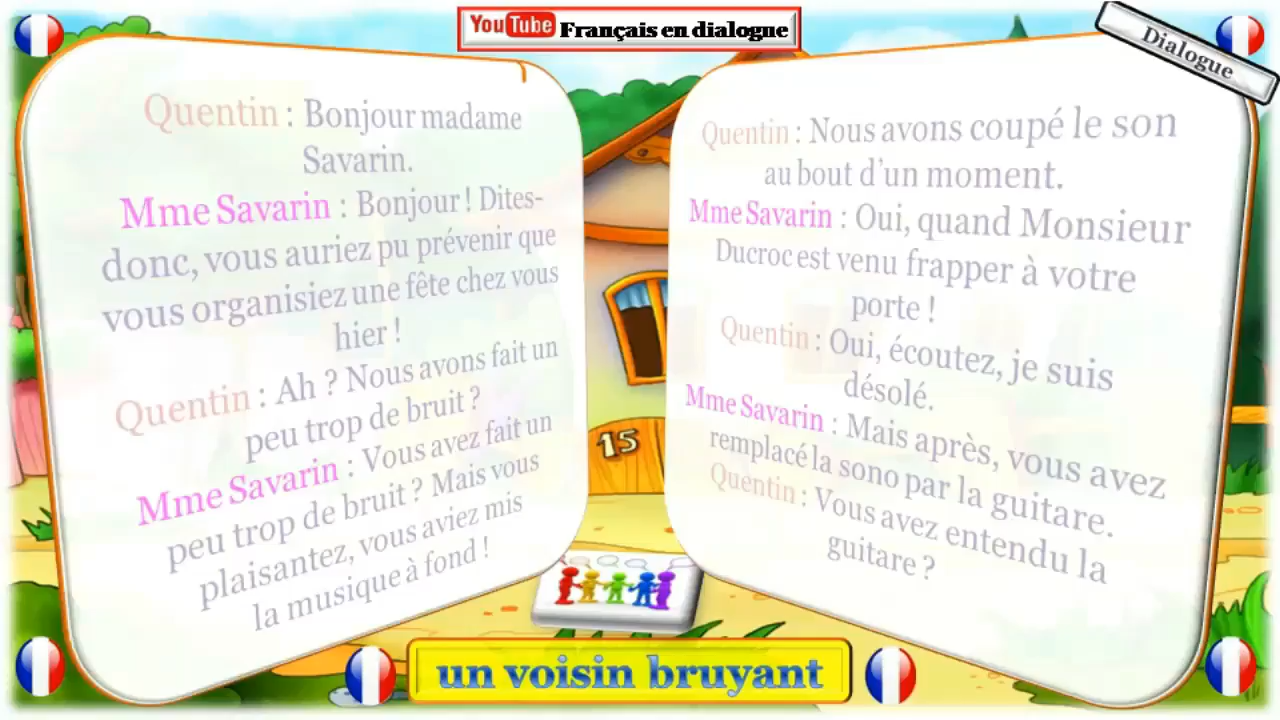 YouTube Français en dialogue
Dialogue
Quentin : Bonjour madame
Savarin.
Mme Savarin : Bonjour ! Dites-
donc, vous auriez pu prévenir que
vous organisiez une fête chez vous
hier !
Quentin : Ah ? Nous avons fait un
peu trop de bruit ?
Mme Savarin : Vous avez fait un
peu trop de bruit ? Mais vous
plaisantez, vous aviez mis
la musique à fond !
Quentin : Nous avons coupé le son
au bout d'un moment.
Mme Savarin : Oui, quand Monsieur
Ducroc est venu frapper à votre
porte !
Quentin : Oui, écoutez, je suis
désolé.
Mme Savarin : Mais après, vous avez
remplacé la sono par la guitare.
Quentin : Vous avez entendu la
guitare ?
15
un voisin bruyant